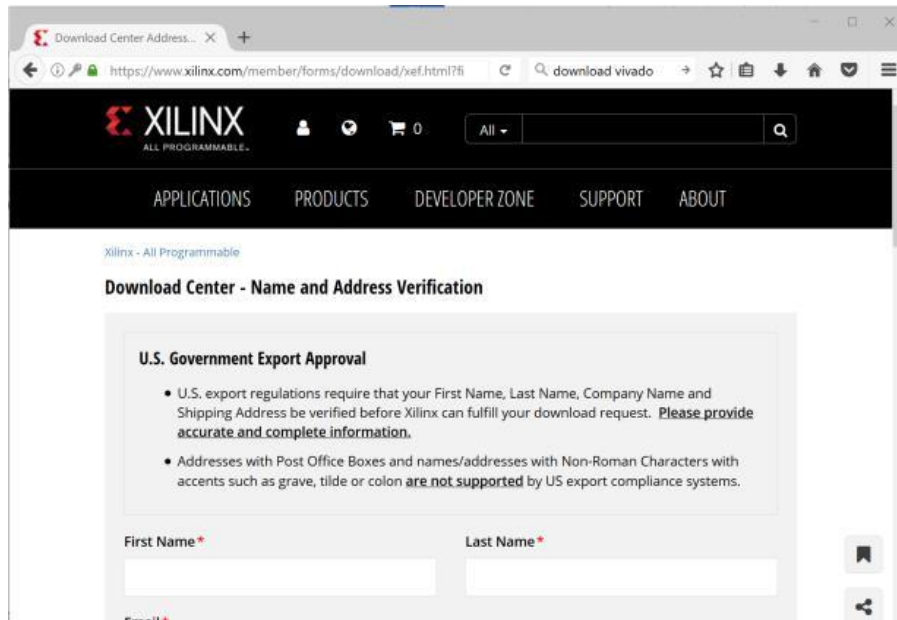 Download Center Address...
https://www.xilinx.com/member/forms/download/xef.html?fi
download vivado
XILINX
ALL PROGRAMMABLE.
0
All
APPLICATIONS PRODUCTS DEVELOPER ZONE SUPPORT ABOUT
Xilinx - All Programmable
Download Center - Name and Address Verification
U.S. Government Export Approval
• U.S. export regulations require that your First Name, Last Name, Company Name and
Shipping Address be verified before Xilinx can fulfill your download request. Please provide
accurate and complete information.
• Addresses with Post Office Boxes and names/addresses with Non-Roman Characters with
accents such as grave, tilde or colon are not supported by US export compliance systems.
First Name* Last Name*
Email*